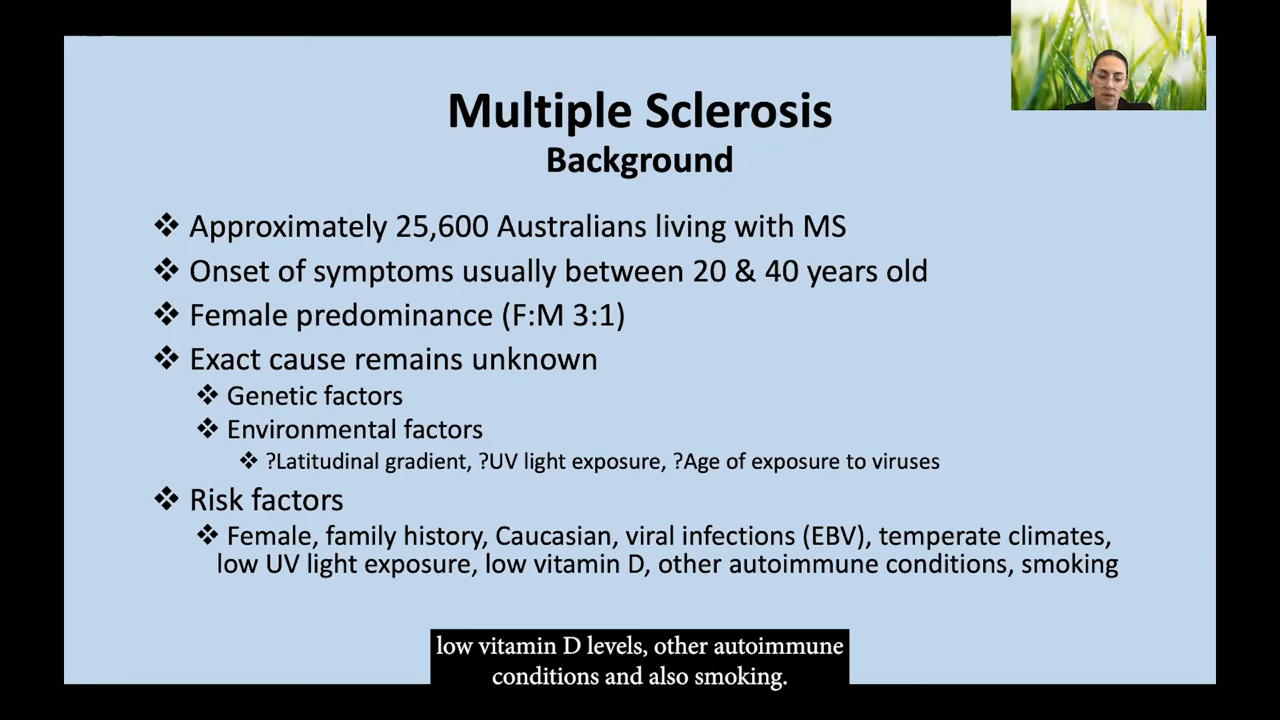 Multiple Sclerosis
Background
❖ Approximately 25,600 Australians living with MS
❖ Onset of symptoms usually between 20 & 40 years old
❖ Female predominance (F:M 3:1)
❖ Exact cause remains unknown
❖ Genetic factors
❖ Environmental factors
❖ ?Latitudinal gradient, ?UV light exposure, ?Age of exposure to viruses
❖ Risk factors
❖ Female, family history, Caucasian, viral infections (EBV), temperate climates,
low UV light exposure, low vitamin D, other autoimmune conditions, smoking
low vitamin D levels, other autoimmune
conditions and also smoking.